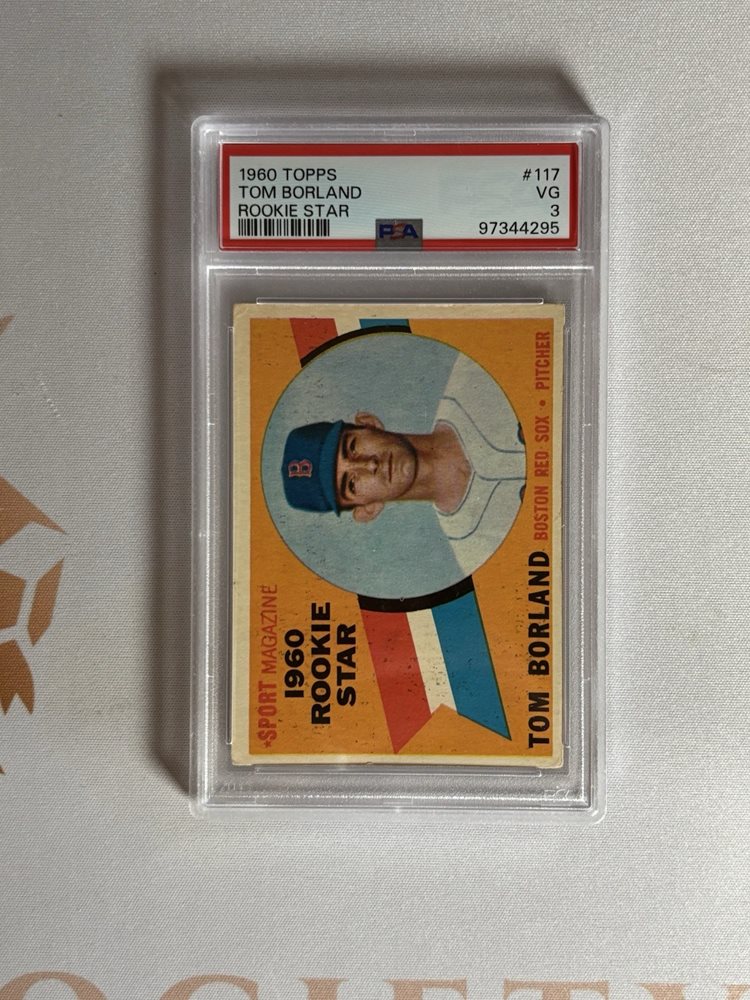 1960 TOPPS #117
TOM BORLAND VG
ROOKIE STAR 3
PSA 97344295
★SPORT MAGAZINE
1960
ROOKIE
STAR
B
TOM BORLAND BOSTON RED SOX • PITCHER